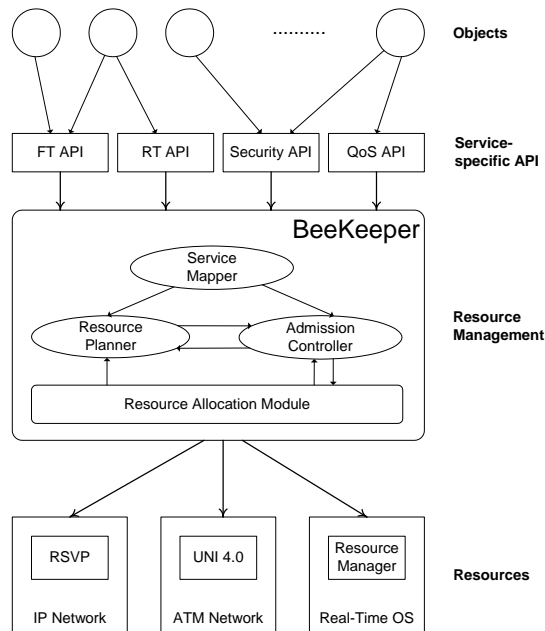 Objects
FT API
RT API
Security API
QoS API
Service-
specific API
BeeKeeper
Service
Mapper
Resource
Planner
Admission
Controller
Resource
Management
Resource Allocation Module
RSVP
UNI 4.0
Resource
Manager
Resources
IP Network
ATM Network
Real-Time OS